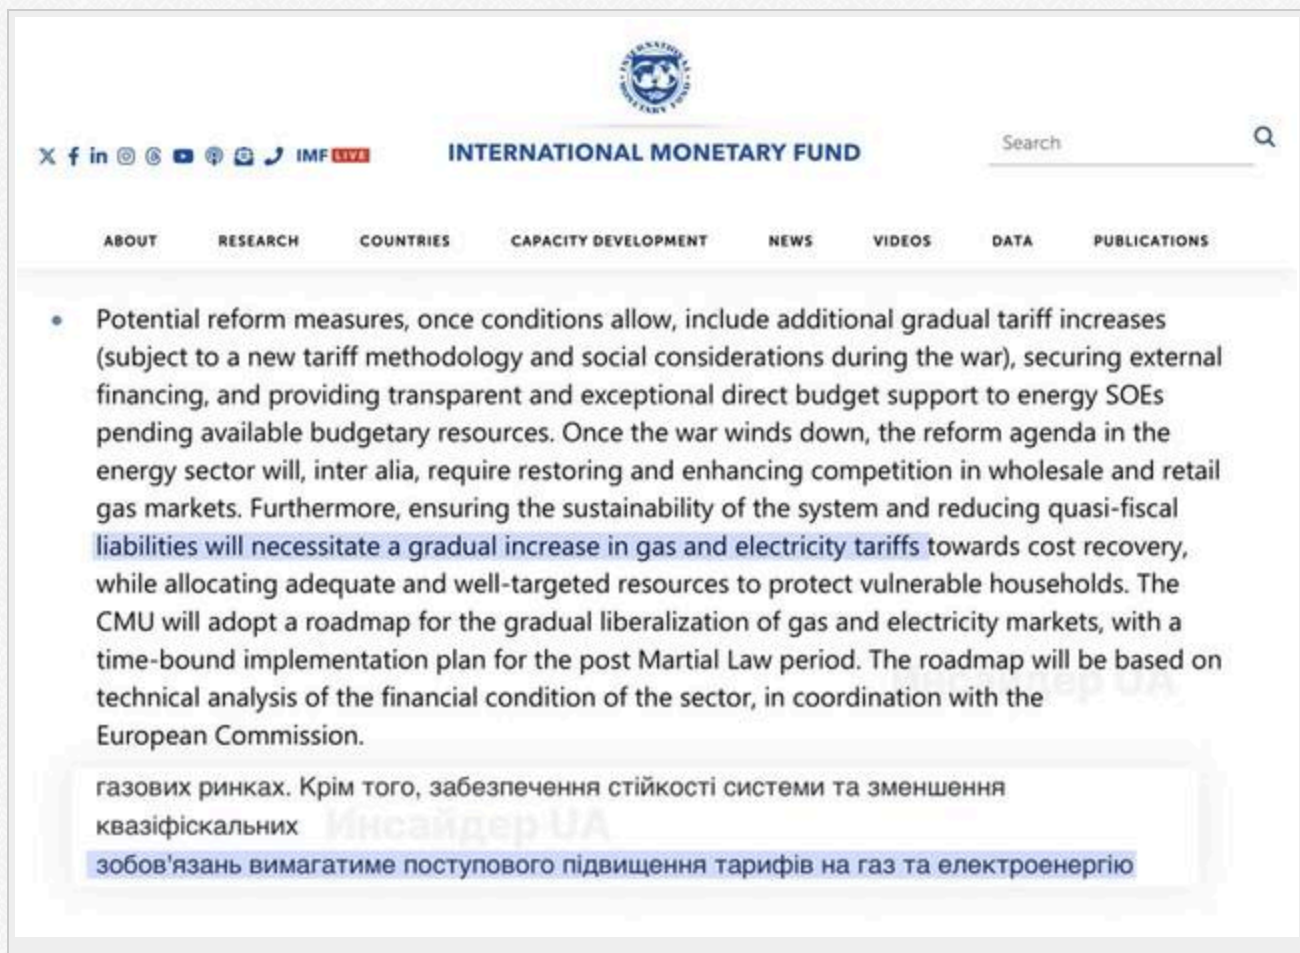 INTERNATIONAL MONETARY FUND
IMF LIVE
INTERNATIONAL MONETARY FUND
Search
ABOUT RESEARCH COUNTRIES CAPACITY DEVELOPMENT NEWS VIDEOS DATA PUBLICATIONS
• Potential reform measures, once conditions allow, include additional gradual tariff increases
(subject to a new tariff methodology and social considerations during the war), securing external
financing, and providing transparent and exceptional direct budget support to energy SOEs
pending available budgetary resources. Once the war winds down, the reform agenda in the
energy sector will, inter alia, require restoring and enhancing competition in wholesale and retail
gas markets. Furthermore, ensuring the sustainability of the system and reducing quasi-fiscal
liabilities will necessitate a gradual increase in gas and electricity tariffs towards cost recovery,
while allocating adequate and well-targeted resources to protect vulnerable households. The
CMU will adopt a roadmap for the gradual liberalization of gas and electricity markets, with a
time-bound implementation plan for the post Martial Law period. The roadmap will be based on
technical analysis of the financial condition of the sector, in coordination with the
Инсайдер UA
European Commission.
газових ринках. Крім того, забезпечення стійкості системи та зменшення
квазіфіскальних
Инсайдер UA
зобов'язань вимагатиме поступового підвищення тарифів на газ та електроенергію